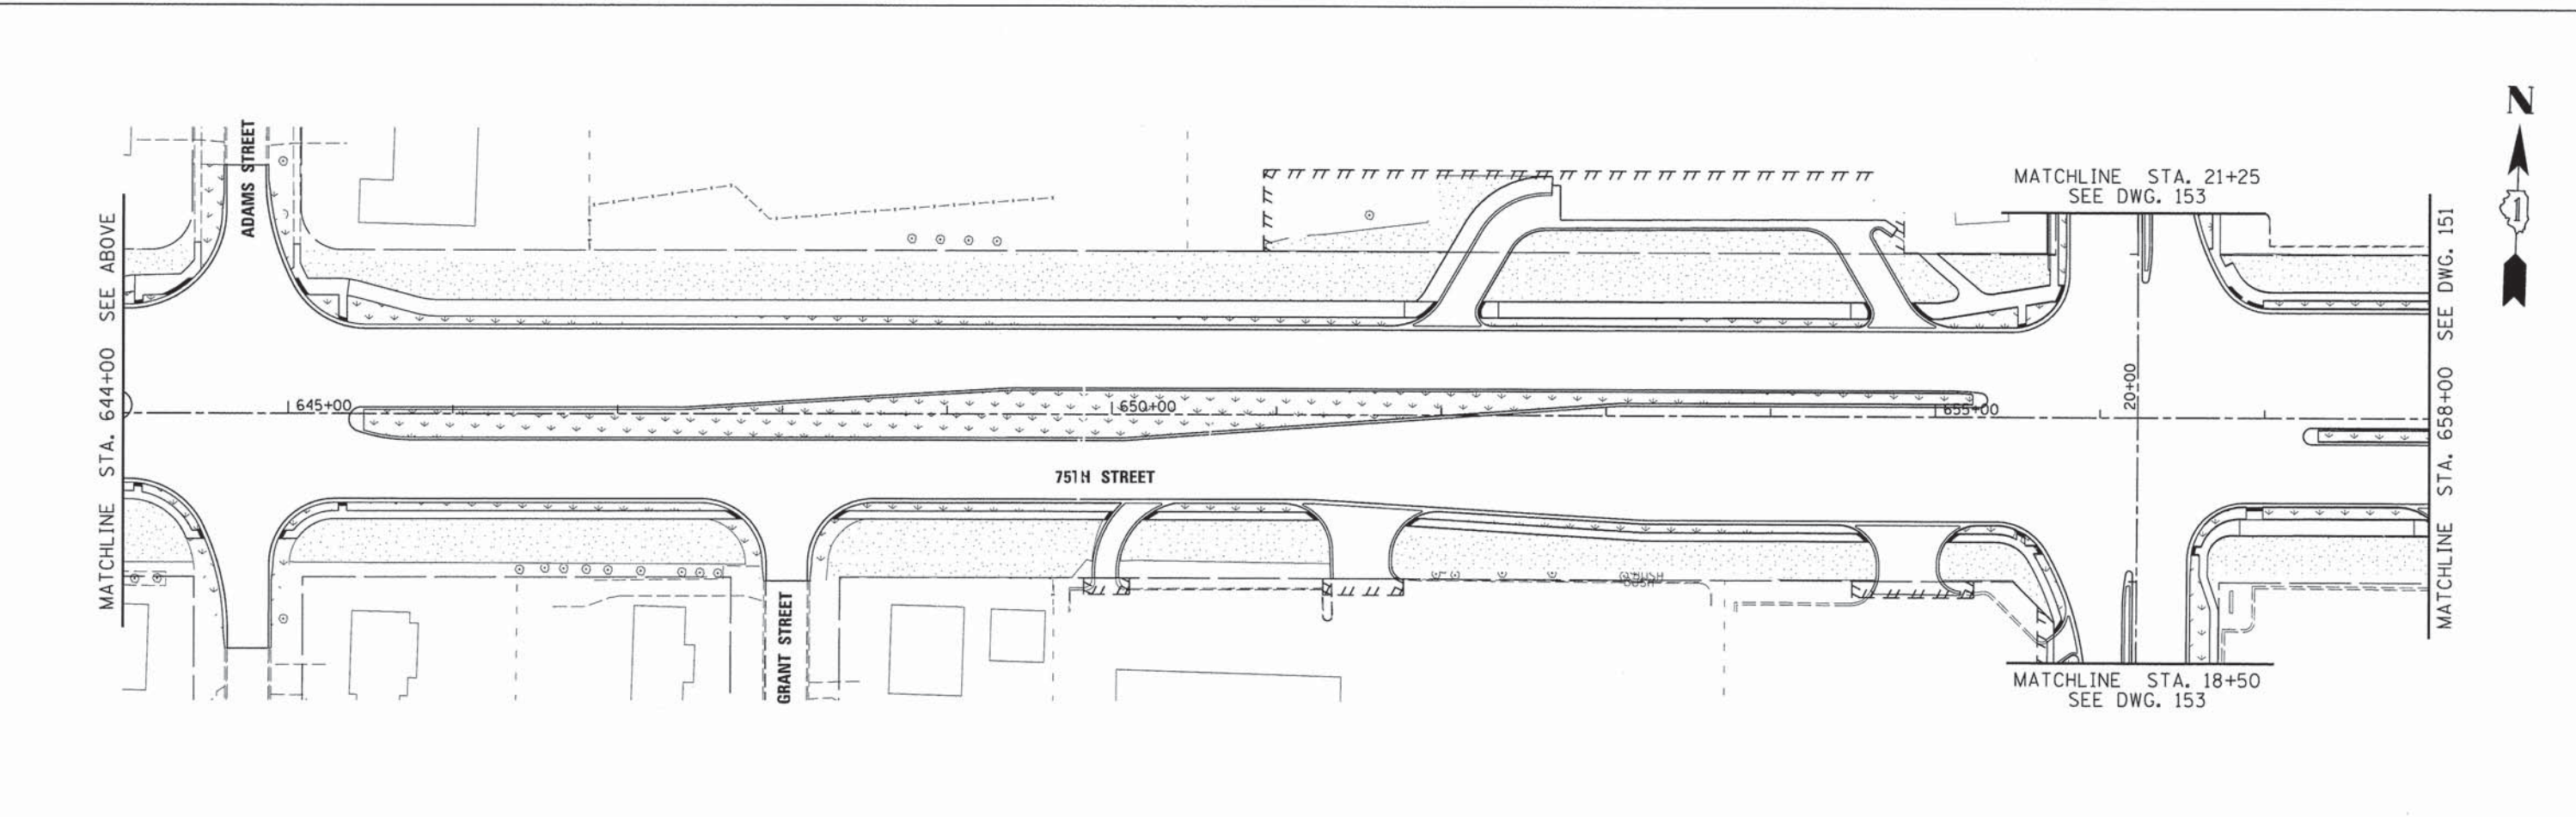 N
ADAMS STREET
MATCHLINE STA. 21+25
SEE DWG. 153
MATCHLINE STA. 644+00 SEE ABOVE
645+00
650+00
655+00
20+00
MATCHLINE STA. 658+00 SEE DWG. 151
75TH STREET
BUSH
BUSH
GRANT STREET
MATCHLINE STA. 18+50
SEE DWG. 153